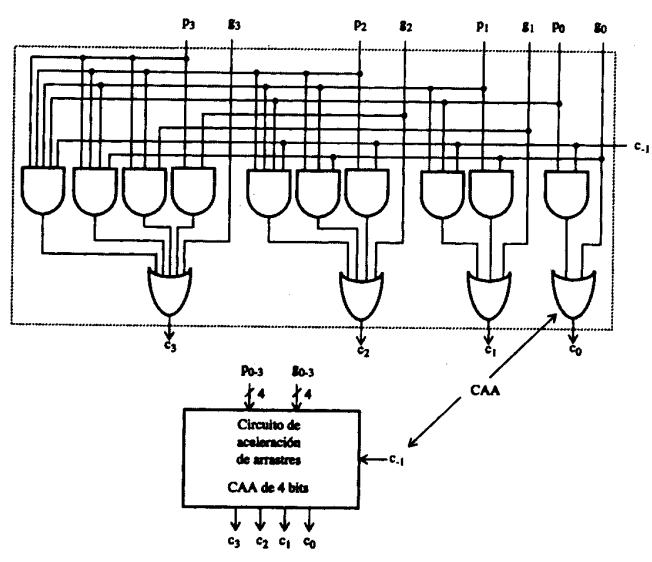 p3 g3 p2 g2 p1 g1 p0 g0
c-1
c3 c2 c1 c0
p0-3 g0-3
4 4
CAA
Circuito de
aceleración
de arrastres
c-1
CAA de 4 bits
c3 c2 c1 c0